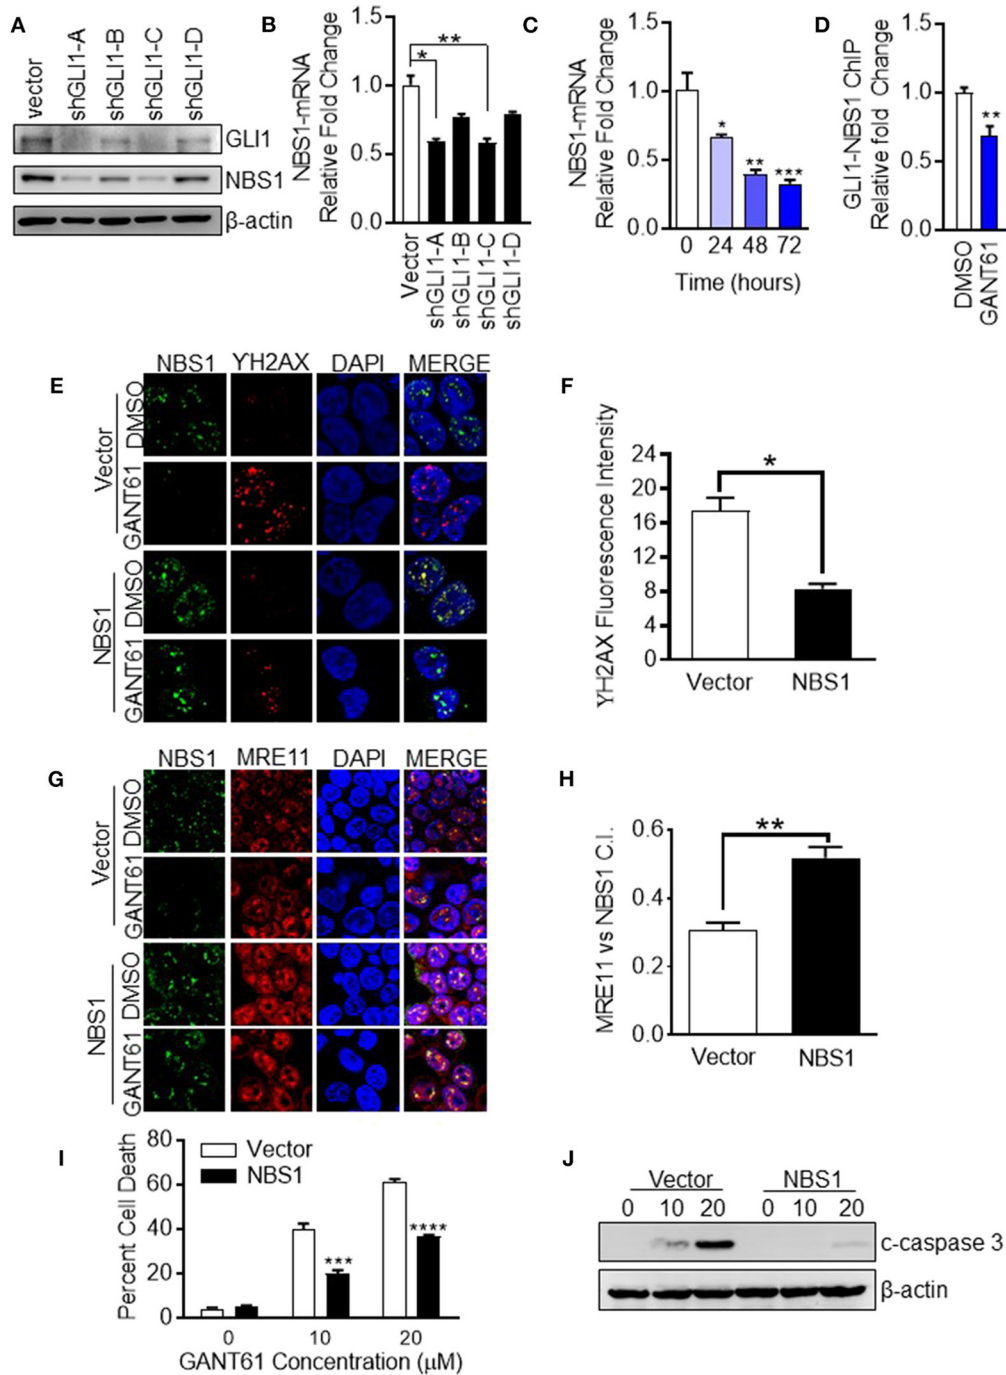 A
vector
shGLI1-A
shGLI1-B
shGLI1-C
shGLI1-D
GLI1
NBS1
β-actin
B
NBS1-mRNA
Relative Fold Change
1.5
1.0
0.5
0.0
*
**
Vector
shGLI1-A
shGLI1-B
shGLI1-C
shGLI1-D
C
NBS1-mRNA
Relative Fold Change
1.5
1.0
0.5
0.0
*
**
***
0 24 48 72
Time (hours)
D
GLI1-NBS1 ChIP
Relative fold Change
1.5
1.0
0.5
0.0
**
DMSO
GANT61
E
NBS1 YH2AX DAPI MERGE
Vector
DMSO
GANT61
NBS1
DMSO
GANT61
F
YH2AX Fluorescence Intensity
24
20
16
12
8
4
0
*
Vector NBS1
G
NBS1 MRE11 DAPI MERGE
Vector
DMSO
GANT61
NBS1
DMSO
GANT61
H
MRE11 vs NBS1 C.I.
0.6
0.4
0.2
0.0
**
Vector NBS1
I
Percent Cell Death
80
60
40
20
0
Vector
NBS1
***
****
0 10 20
GANT61 Concentration (μM)
J
Vector NBS1
0 10 20 0 10 20
c-caspase 3
β-actin